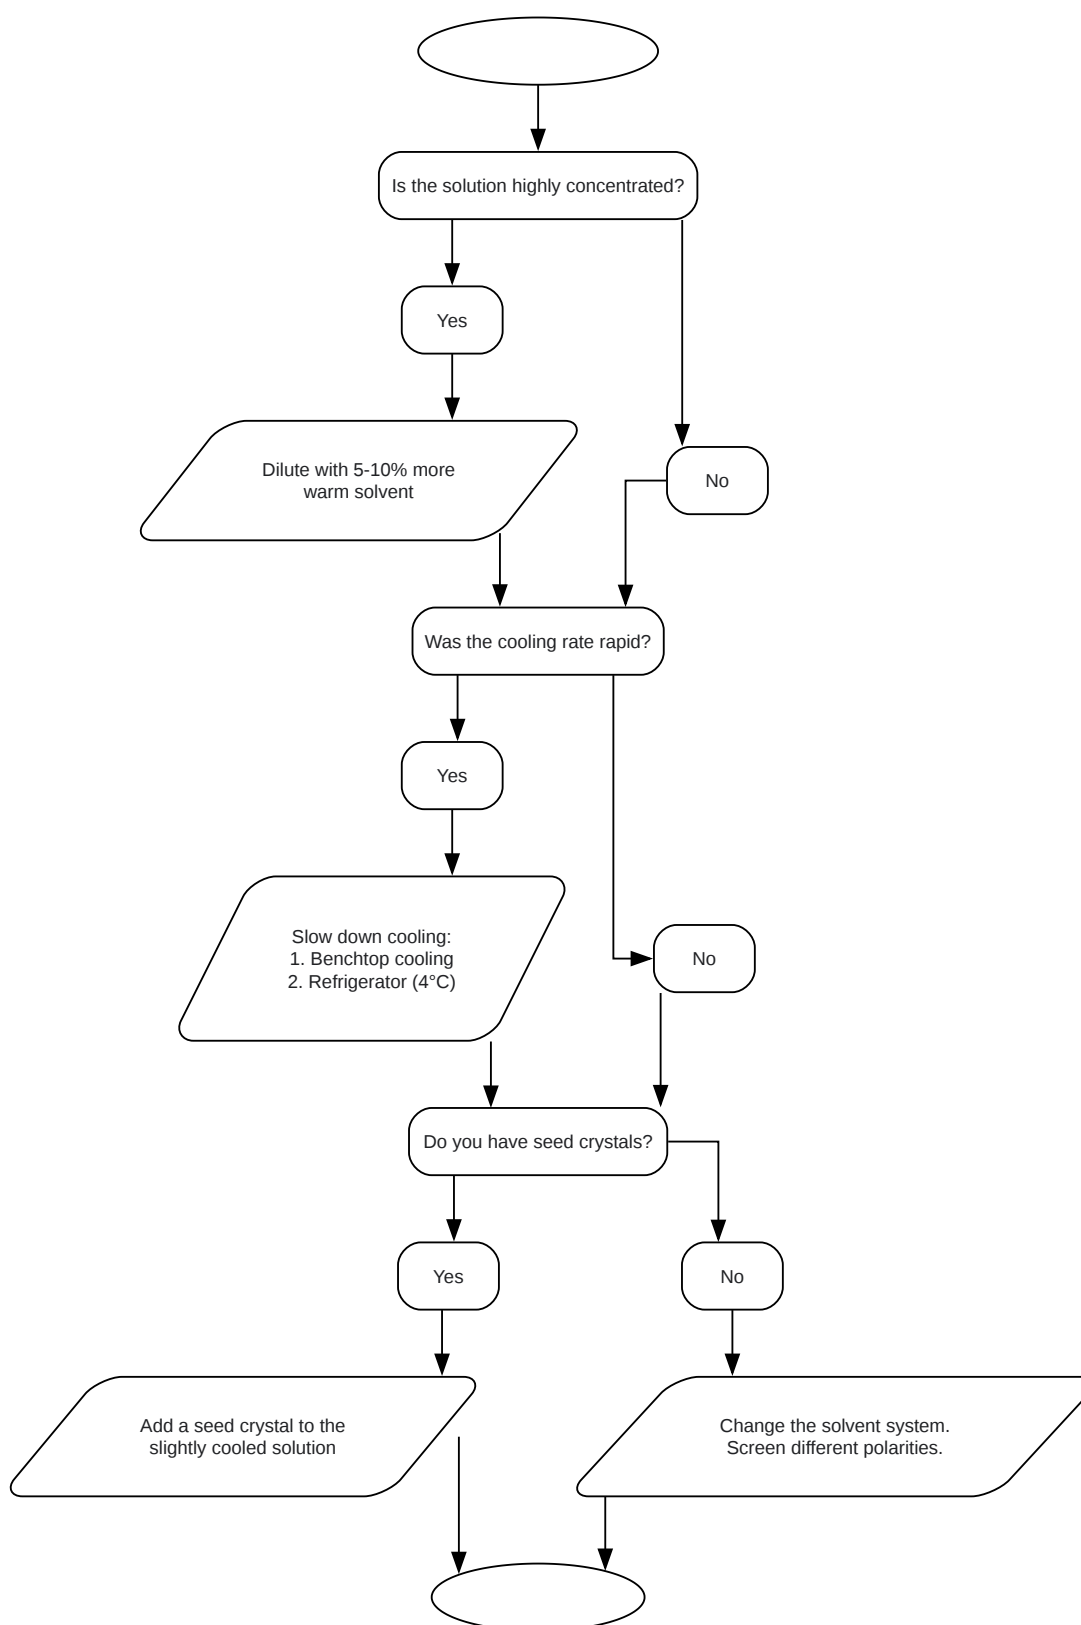 Is the solution highly concentrated?
Yes
Dilute with 5-10% more
warm solvent
No
Was the cooling rate rapid?
Yes
Slow down cooling:
1. Benchtop cooling
2. Refrigerator (4°C)
No
Do you have seed crystals?
Yes
No
Add a seed crystal to the
slightly cooled solution
Change the solvent system.
Screen different polarities.